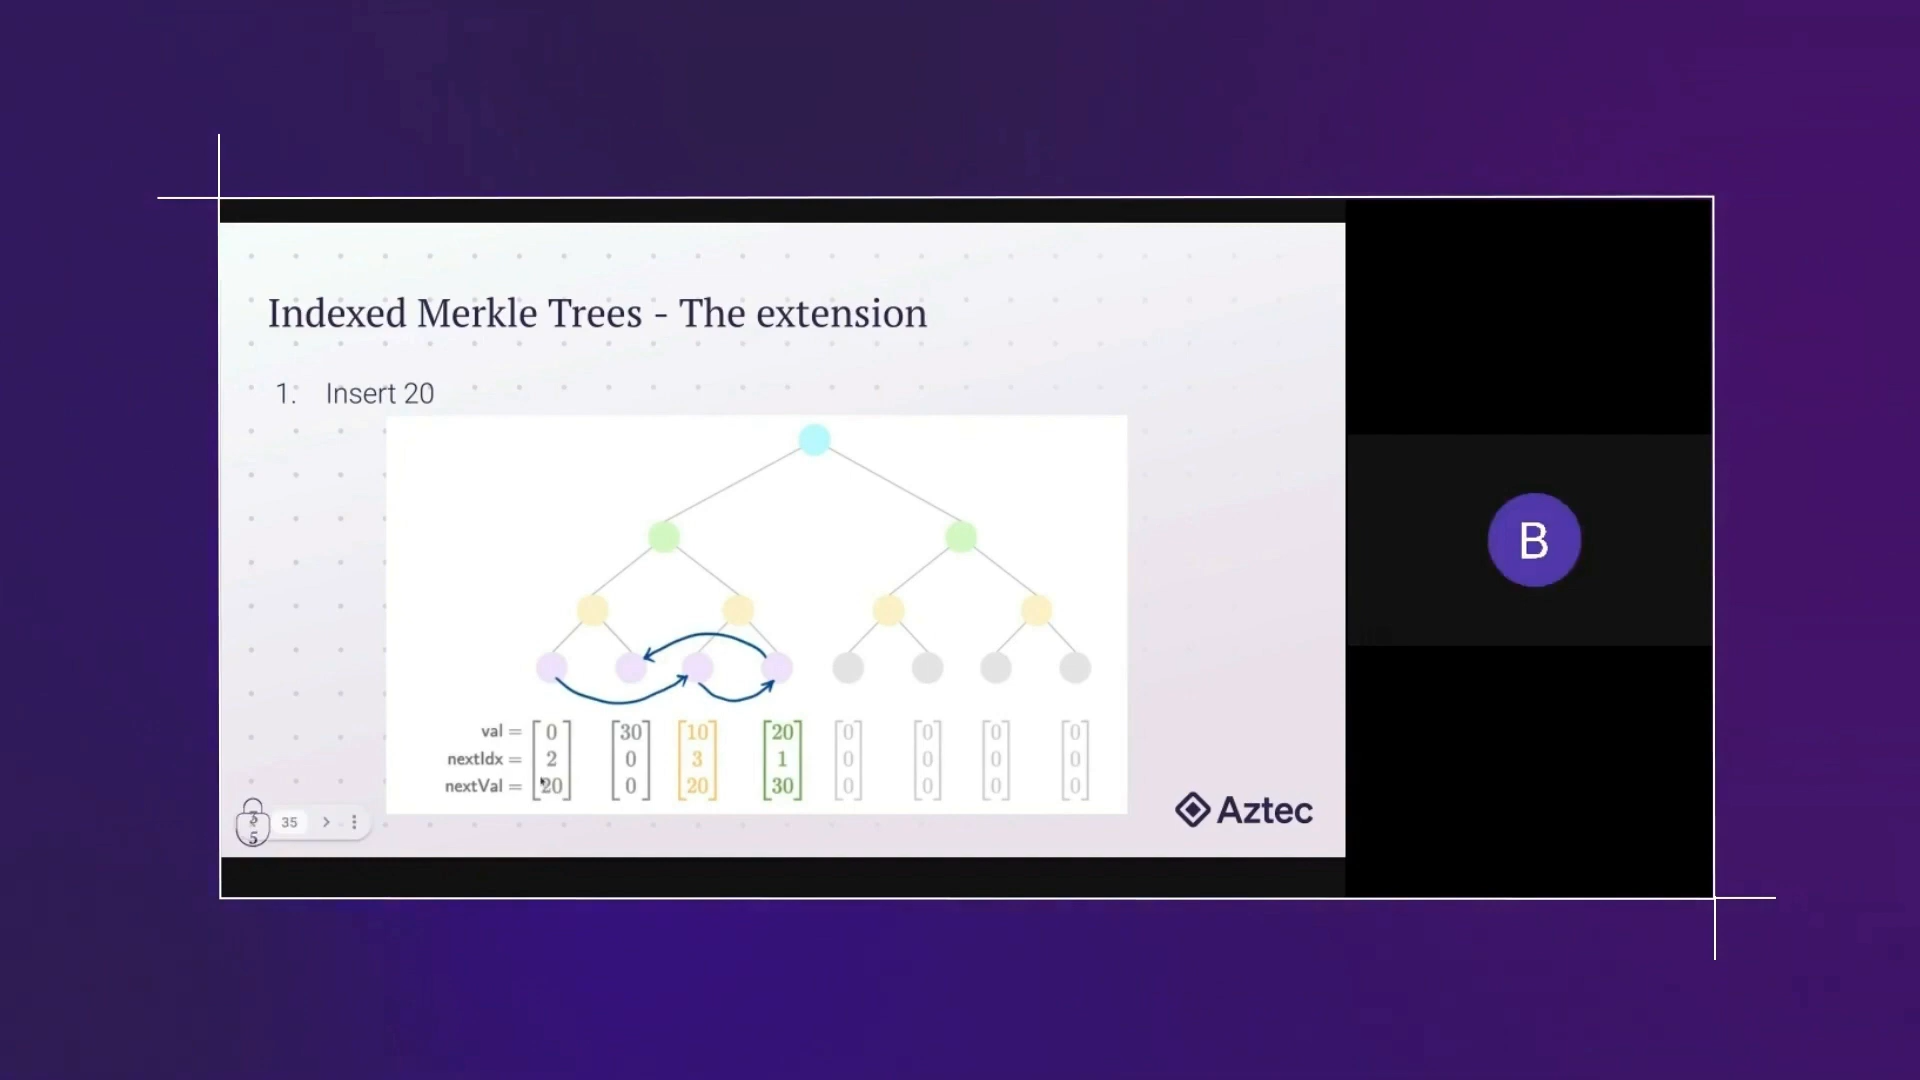 Indexed Merkle Trees - The extension
1. Insert 20
val = 0 30 10 20 0 0 0 0
nextIdx = 2 0 3 1 0 0 0 0
nextVal = 20 0 20 30 0 0 0 0
35
5
Aztec
B